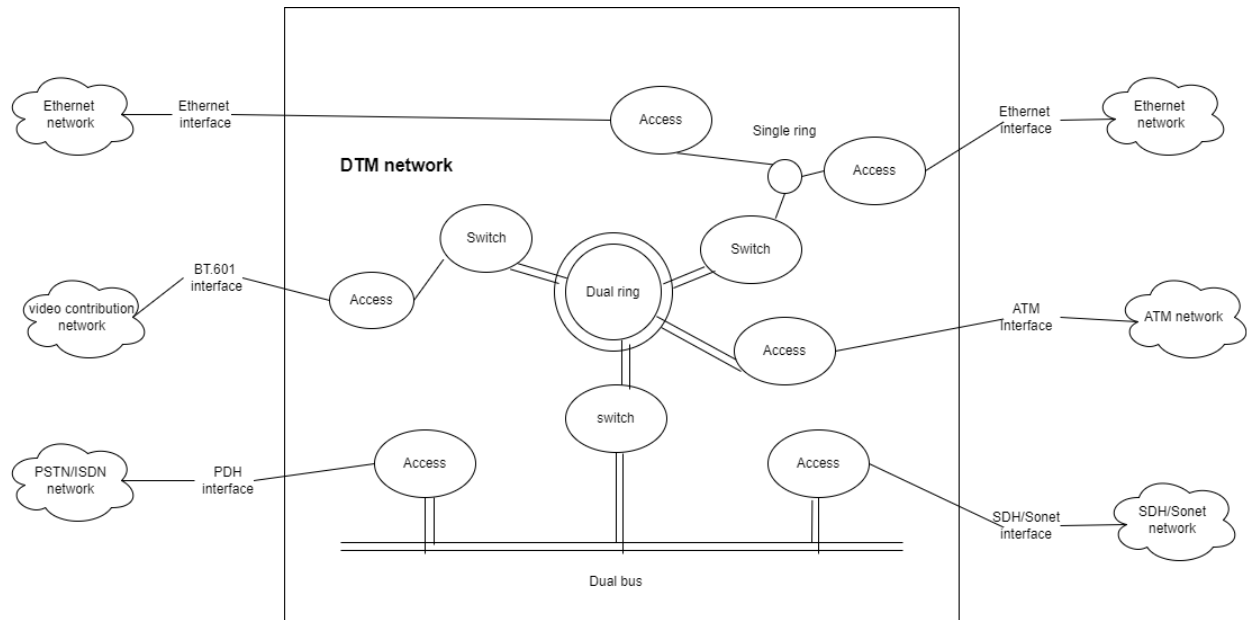 Ethernet
network
Ethernet
interface
Access
Single ring
Access
Ethernet
interface
Ethernet
network
DTM network
Switch
Switch
Dual ring
BT.601
interface
video contribution
network
Access
Access
ATM
Interface
ATM network
switch
PSTN/ISDN
network
PDH
interface
Access
Access
SDH/Sonet
interface
SDH/Sonet
network
Dual bus